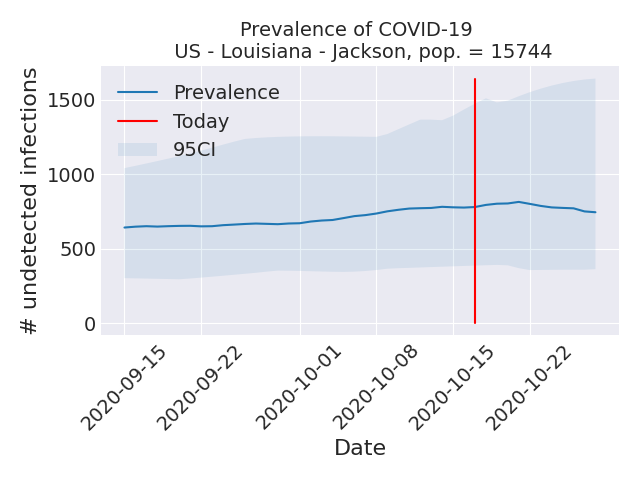 Prevalence of COVID-19
US - Louisiana - Jackson, pop. = 15744
# undetected infections
1500
1000
500
0
Prevalence
Today
95CI
2020-09-15
2020-09-22
2020-10-01
2020-10-08
2020-10-15
2020-10-22
Date